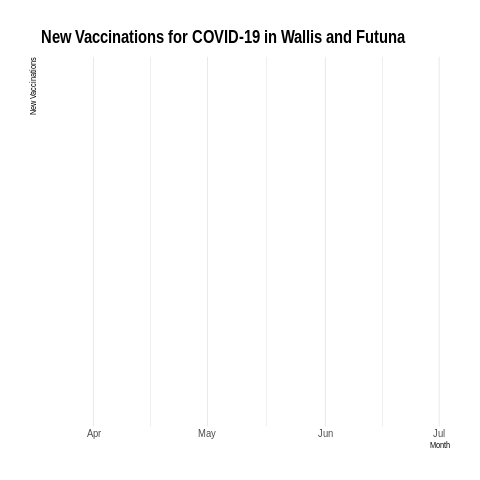 New Vaccinations for COVID-19 in Wallis and Futuna
New Vaccinations
Apr May Jun Jul
Month